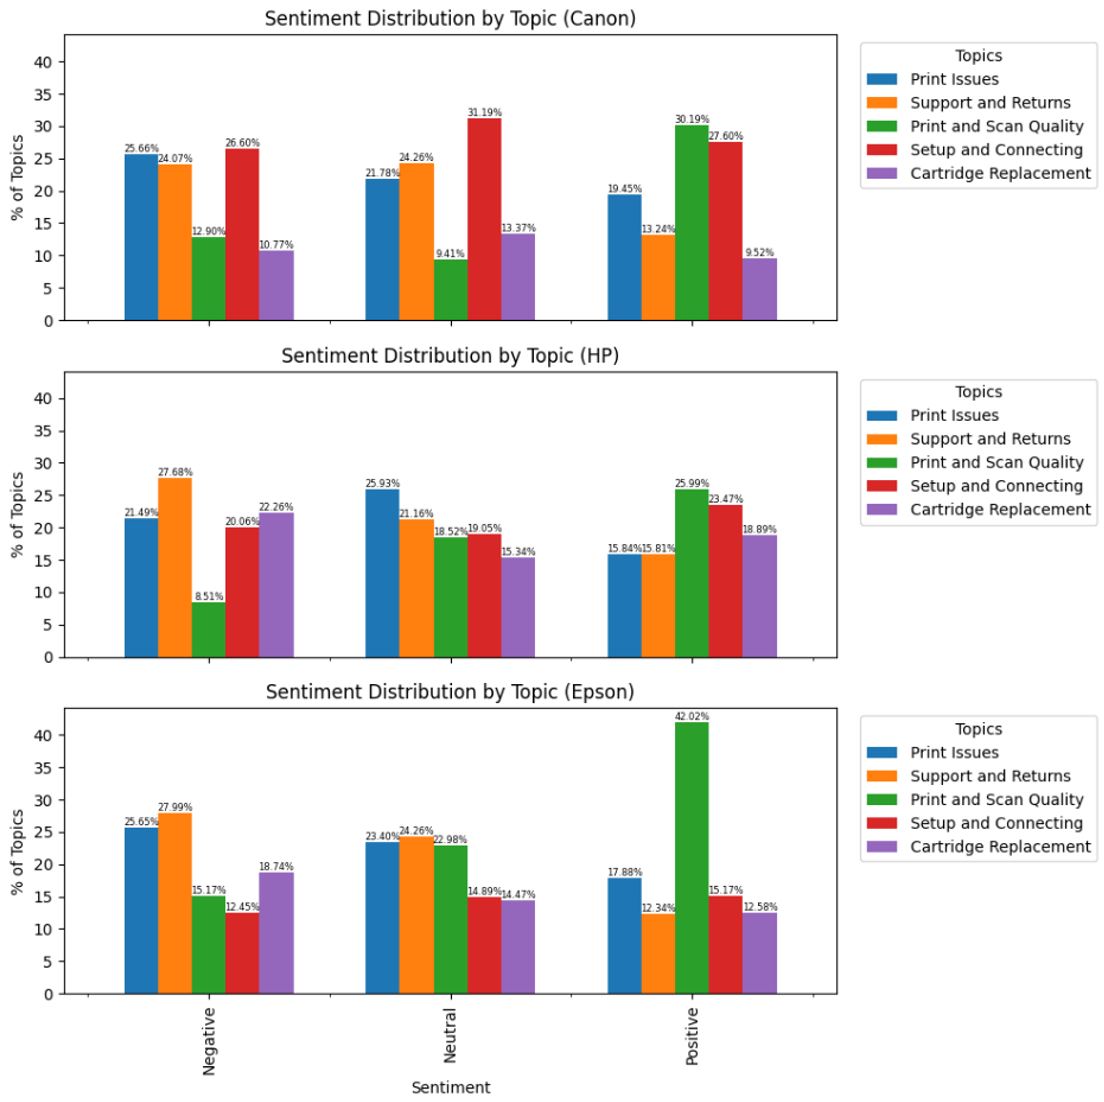 Sentiment Distribution by Topic (Canon)
% of Topics
40
35
30
25
20
15
10
5
0
25.66%
24.07%
12.90%
26.60%
10.77%
21.78%
24.26%
9.41%
31.19%
13.37%
19.45%
13.24%
30.19%
27.60%
9.52%
Topics
Print Issues
Support and Returns
Print and Scan Quality
Setup and Connecting
Cartridge Replacement
Sentiment Distribution by Topic (HP)
% of Topics
40
35
30
25
20
15
10
5
0
21.49%
27.68%
8.51%
20.06%
22.26%
25.93%
21.16%
18.52%
19.05%
15.34%
15.84%
15.81%
25.99%
23.47%
18.89%
Topics
Print Issues
Support and Returns
Print and Scan Quality
Setup and Connecting
Cartridge Replacement
Sentiment Distribution by Topic (Epson)
% of Topics
40
35
30
25
20
15
10
5
0
25.65%
27.99%
15.17%
12.45%
18.74%
23.40%
24.26%
22.98%
14.89%
14.47%
17.88%
12.34%
42.02%
15.17%
12.58%
Topics
Print Issues
Support and Returns
Print and Scan Quality
Setup and Connecting
Cartridge Replacement
Negative
Neutral
Positive
Sentiment